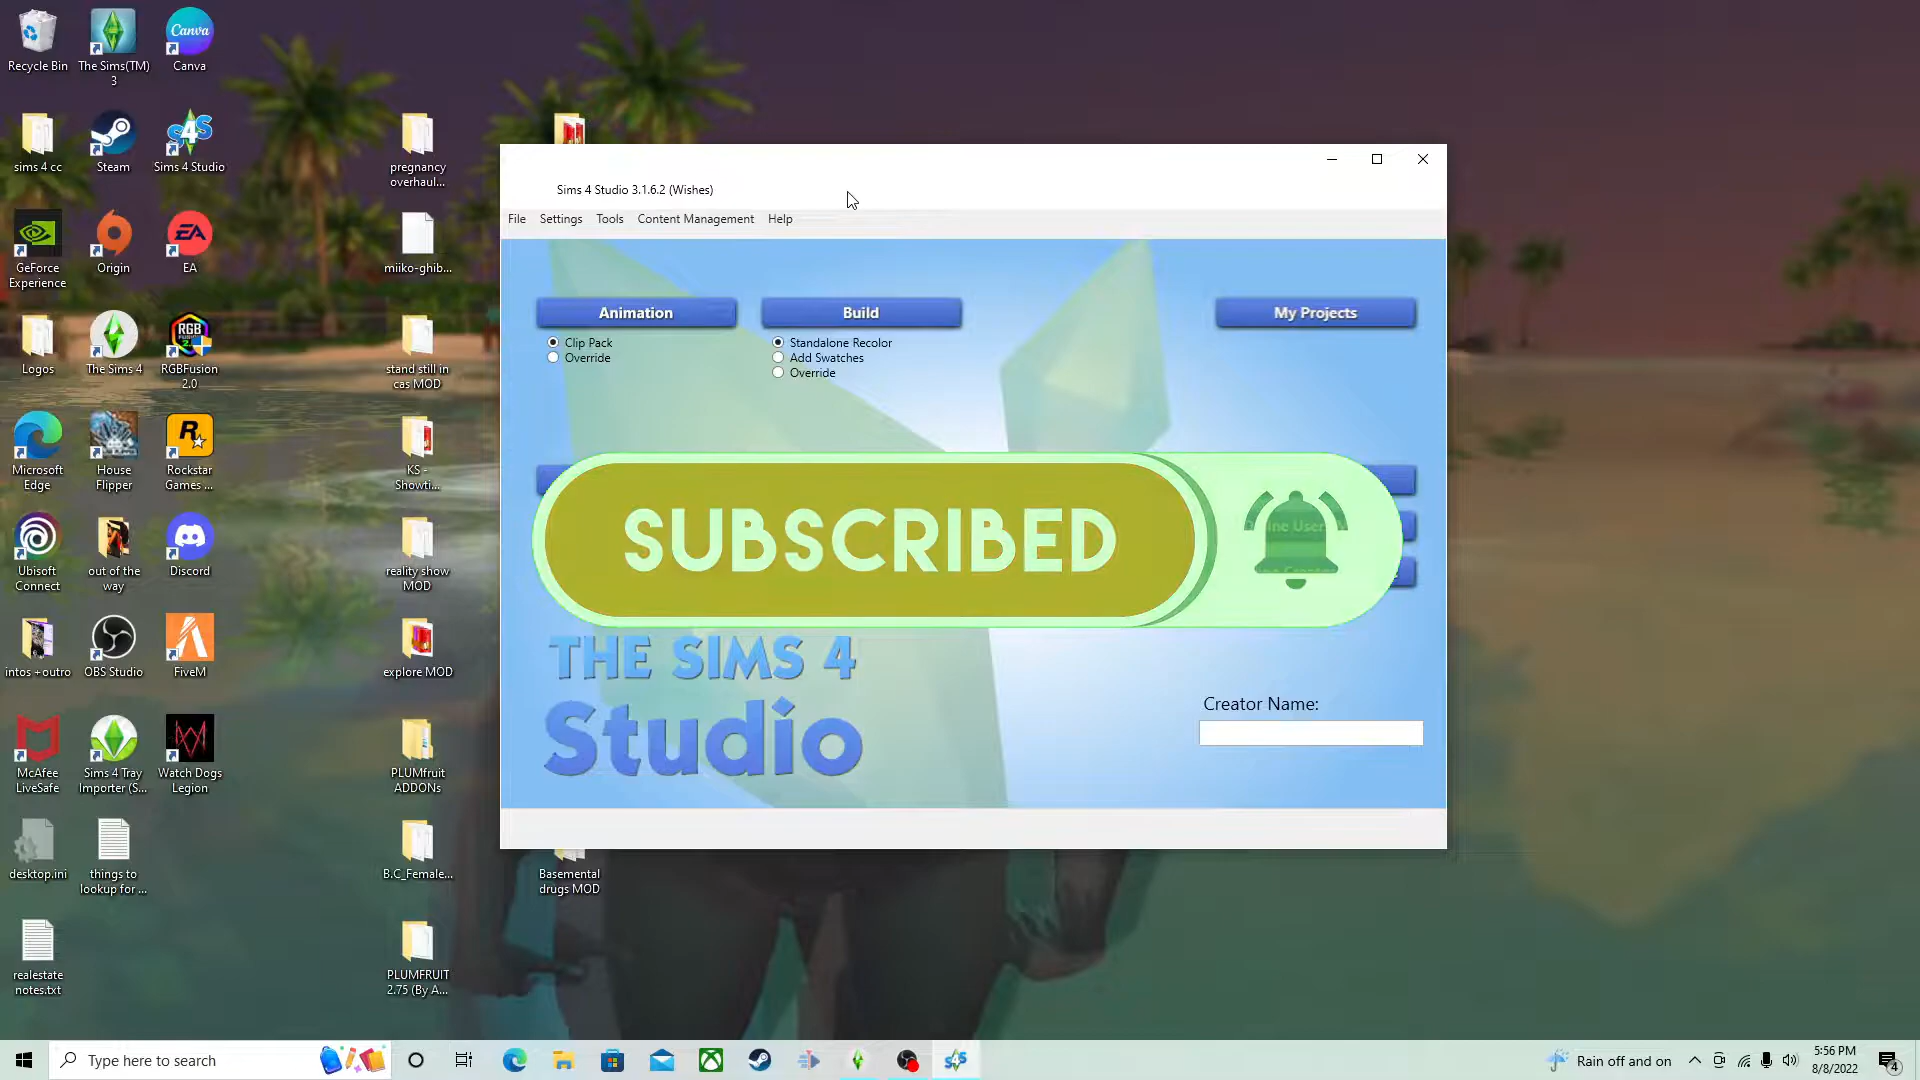 Recycle Bin
The Sims(TM) 3
Canva
sims 4 cc
Steam
Sims 4 Studio
GeForce Experience
Origin
EA
Logos
The Sims 4
RGBFusion 2.0
Microsoft Edge
House Flipper
Rockstar Games ...
Ubisoft Connect
out of the way
Discord
intos +outro
OBS Studio
FiveM
McAfee LiveSafe
Sims 4 Tray Importer (S...
Watch Dogs Legion
desktop.ini
things to lookup for ...
realestate notes.txt
pregnancy overhaul...
miiko-ghib...
stand still in cas MOD
KS - Showti...
reality show MOD
explore MOD
PLUMfruit ADDONs
B.C_Female...
PLUMFRUIT 2.75 (By A...
Basemental drugs MOD
Sims 4 Studio 3.1.6.2 (Wishes)
File Settings Tools Content Management Help
Animation
Clip Pack
Override
Build
Standalone Recolor
Add Swatches
Override
My Projects
SUBSCRIBED
THE SIMS 4
Studio
Creator Name:
Type here to search
Rain off and on
5:56 PM
8/8/2022
4